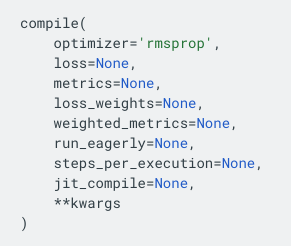 compile(
    optimizer='rmsprop',
    loss=None,
    metrics=None,
    loss_weights=None,
    weighted_metrics=None,
    run_eagerly=None,
    steps_per_execution=None,
    jit_compile=None,
    **kwargs
)